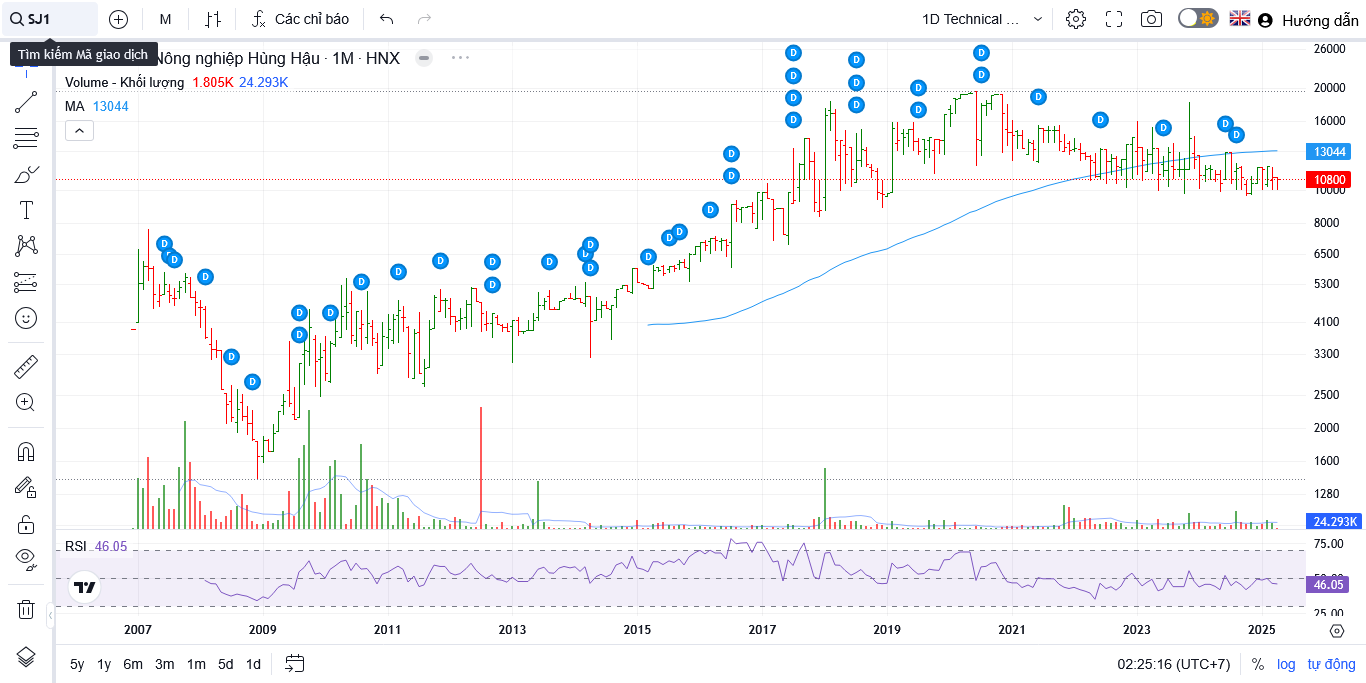 SJ1
M
Các chỉ báo
1D Technical ...
Hướng dẫn
Tìm kiếm Mã giao dịch
Nông nghiệp Hùng Hậu · 1M · HNX
Volume - Khối lượng 1.805K 24.293K
MA 13044
26000
20000
16000
13044
10800
10000
8000
6500
5300
4100
3300
2500
2000
1600
1280
24.293K
D D D D D D D D D D D D D D D D D D D D D D D D D D D D D D D D D D D D D D D D D D
RSI 46.05
75.00
46.05
25.00
2007 2009 2011 2013 2015 2017 2019 2021 2023 2025
5y 1y 6m 3m 1m 5d 1d
02:25:16 (UTC+7) % log tự động